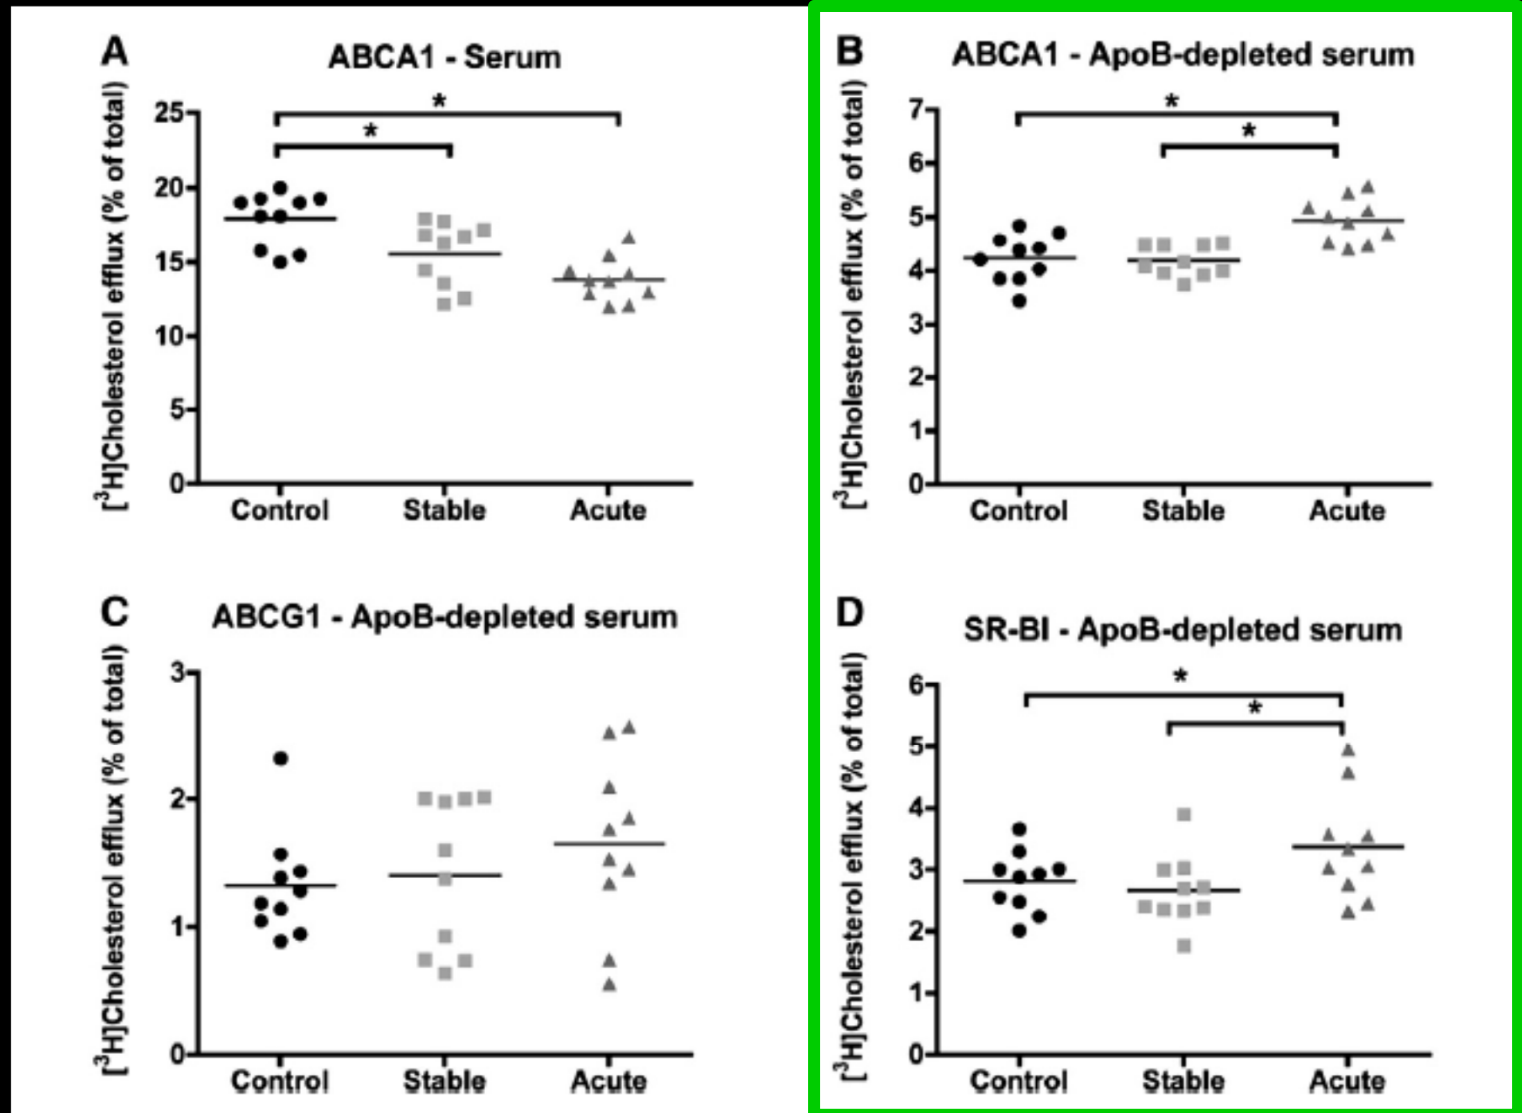 A
ABCA1 - Serum
[³H]Cholesterol efflux (% of total)
25
20
15
10
5
0
*
*
Control Stable Acute
B
ABCA1 - ApoB-depleted serum
[³H]Cholesterol efflux (% of total)
7
6
5
4
3
2
1
0
*
*
Control Stable Acute
C
ABCG1 - ApoB-depleted serum
[³H]Cholesterol efflux (% of total)
3
2
1
0
Control Stable Acute
D
SR-BI - ApoB-depleted serum
[³H]Cholesterol efflux (% of total)
6
5
4
3
2
1
0
*
*
Control Stable Acute